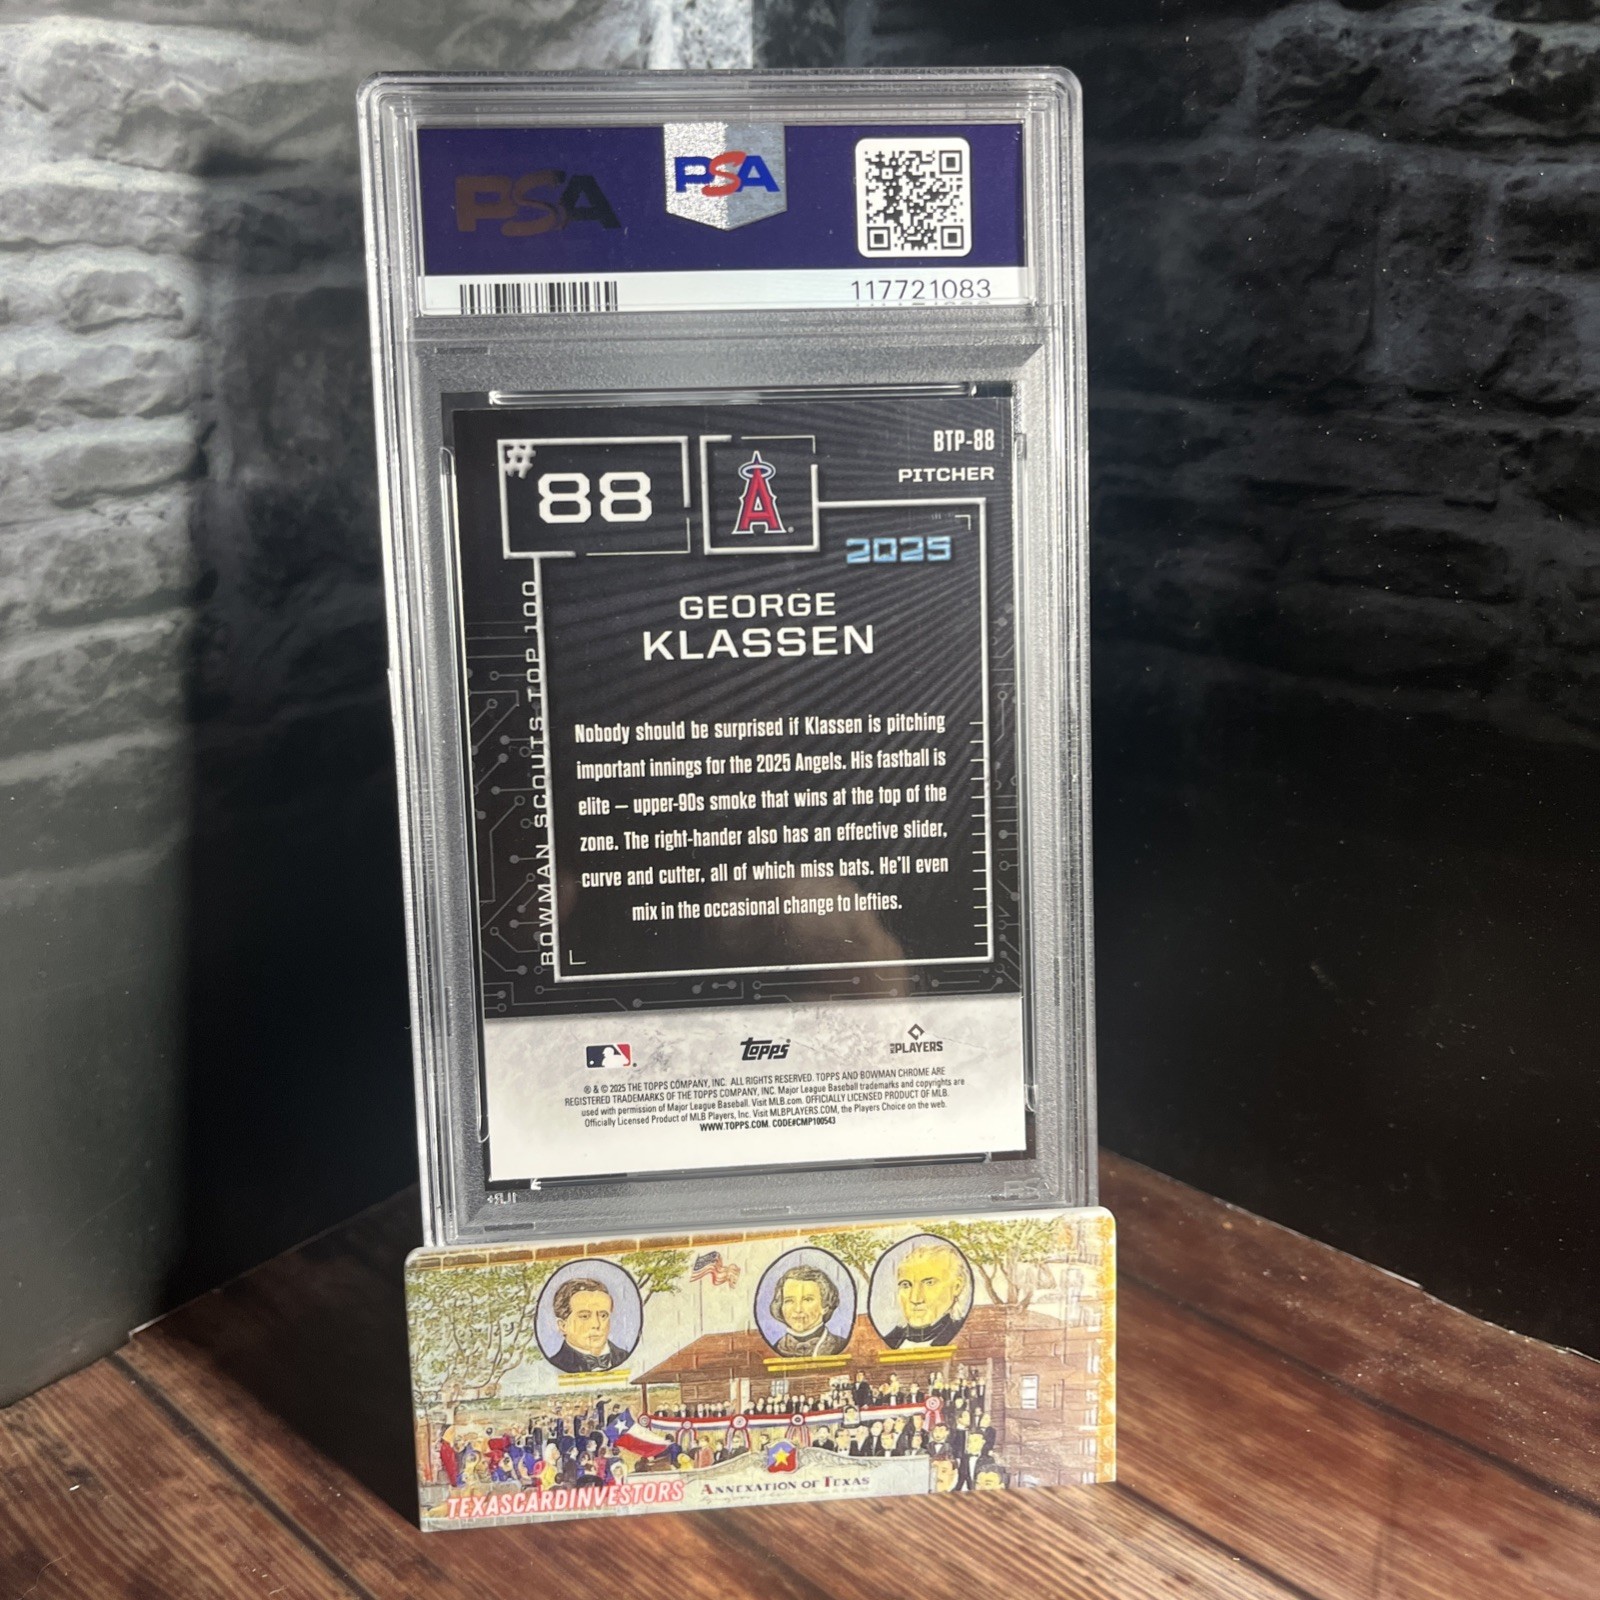 PSA
PSA
117721083
#88
A
BTP-88
PITCHER
2025
BOWMAN SCOUTS TOP 100
GEORGE
KLASSEN
Nobody should be surprised if Klassen is pitching
important innings for the 2025 Angels. His fastball is
elite — upper-90s smoke that wins at the top of the
zone. The right-hander also has an effective slider,
curve and cutter, all of which miss bats. He'll even
mix in the occasional change to lefties.
Topps
PLAYERS
® & © 2025 THE TOPPS COMPANY, INC. ALL RIGHTS RESERVED. TOPPS AND BOWMAN CHROME ARE
REGISTERED TRADEMARKS OF THE TOPPS COMPANY, INC. Major League Baseball trademarks and copyrights are
used with permission of Major League Baseball. Visit MLB.com. OFFICIALLY LICENSED PRODUCT OF MLB.
Officially Licensed Product of MLB Players, Inc. Visit MLBPLAYERS.COM, the Players Choice on the web.
WWW.TOPPS.COM. CODE#CMP100543
TEXASCARDINVESTORS
ANNEXATION OF TEXAS